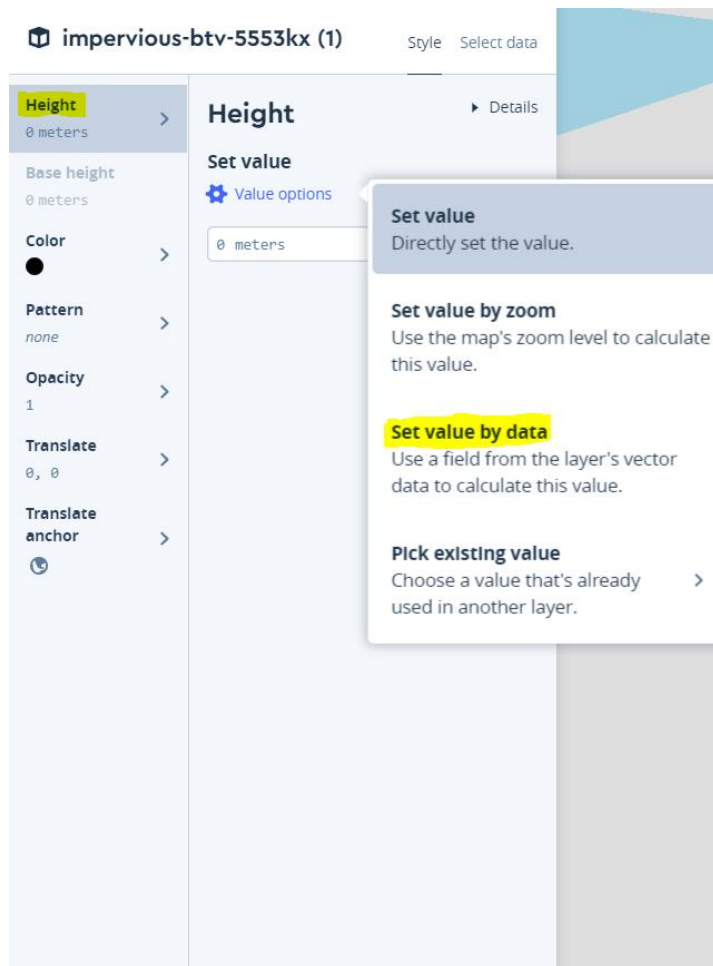 impervious-btv-5553kx (1)
Style
Select data
Height
0 meters
Base height
0 meters
Color
Pattern
none
Opacity
1
Translate
0, 0
Translate
anchor
Height
Details
Set value
Value options
0 meters
Set value
Directly set the value.
Set value by zoom
Use the map's zoom level to calculate
this value.
Set value by data
Use a field from the layer's vector
data to calculate this value.
Pick existing value
Choose a value that's already
used in another layer.